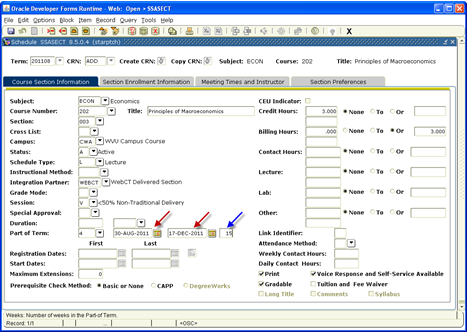 Oracle Developer Forms Runtime - Web: Open > SSASECT
File Edit Options Block Item Record Query Tools Help
Schedule SSASECT 8.5.0.4 (starptch)
Term: 201108 CRN: ADD Create CRN: Copy CRN: Subject: ECON Course: 202 Title: Principles of Macroeconomics
Course Section Information Section Enrollment Information Meeting Times and Instructor Section Preferences
Subject: ECON Economics CEU Indicator:
Course Number: 202 Title: Principles of Macroeconomics Credit Hours: 3.000 None To Or
Section: 003
Cross List: Billing Hours: .000 None To Or 3.000
Campus: CWA WVU Campus Course
Status: A Active Contact Hours: None To Or
Schedule Type: L Lecture
Instructional Method: Lecture: None To Or
Integration Partner: WEBCT WebCT Delivered Section
Grade Mode: Lab: None To Or
Session: V <50% Non-Traditional Delivery
Special Approval: Other: None To Or
Duration:
Part of Term: 4 30-AUG-2011 17-DEC-2011 15 Link Identifier:
First Last Attendance Method:
Registration Dates: Weekly Contact Hours:
Start Dates: Daily Contact Hours:
Maximum Extensions: 0 Print Voice Response and Self-Service Available
Prerequisite Check Method: Basic or None CAPP DegreeWorks Gradable Tuition and Fee Waiver
Long Title Comments Syllabus
Weeks: Number of weeks in the Part-of-Term.
Record: 1/1 ... <OSC>